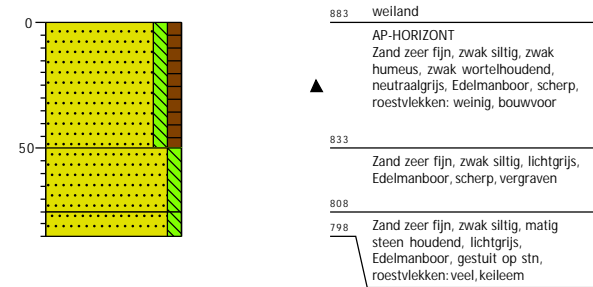 0
50
883 weiland
AP-HORIZONT
Zand zeer fijn, zwak siltig, zwak
humeus, zwak wortelhoudend,
neutraalgrijs, Edelmanboor, scherp,
roestvlekken: weinig, bouwvoor
833
Zand zeer fijn, zwak siltig, lichtgrijs,
Edelmanboor, scherp, vergraven
808
798
Zand zeer fijn, zwak siltig, matig
steen houdend, lichtgrijs,
Edelmanboor, gestuit op stn,
roestvlekken: veel, keileem